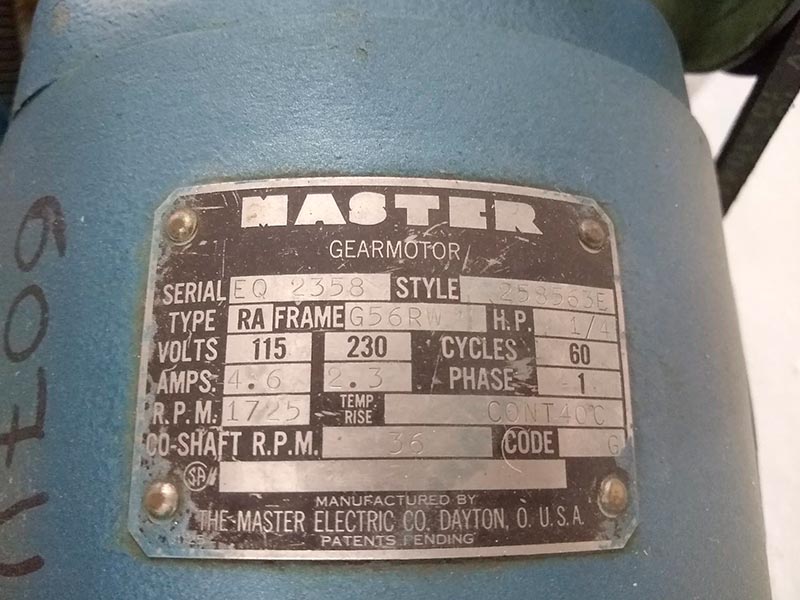 MASTER
GEARMOTOR
SERIAL EQ 2358 STYLE 258563E
TYPE RA FRAME G56RW H.P. 1/4
VOLTS 115 230 CYCLES 60
AMPS. 4.6 2.3 PHASE 1
R.P.M. 1725 TEMP. RISE CONT40C
CO-SHAFT R.P.M. 36 CODE G
SA
MANUFACTURED BY
THE MASTER ELECTRIC CO. DAYTON, O. U.S.A.
PATENTS PENDING